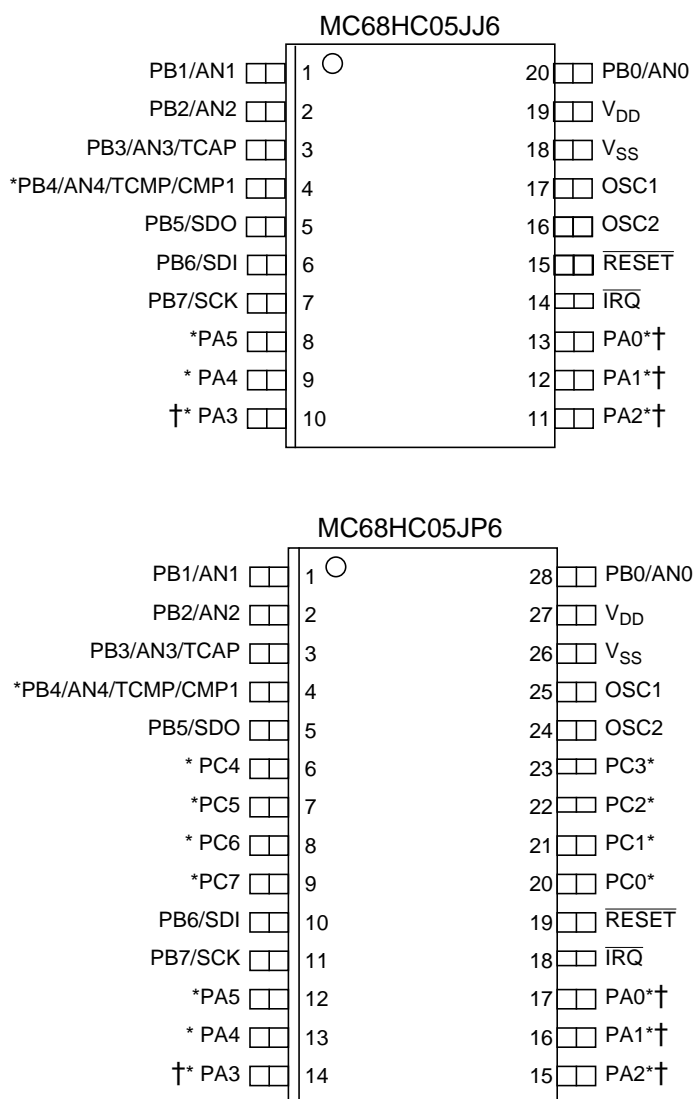 MC68HC05JJ6
PB1/AN1 1 20 PB0/AN0
PB2/AN2 2 19 VDD
PB3/AN3/TCAP 3 18 VSS
*PB4/AN4/TCMP/CMP1 4 17 OSC1
PB5/SDO 5 16 OSC2
PB6/SDI 6 15 RESET
PB7/SCK 7 14 IRQ
*PA5 8 13 PA0*†
* PA4 9 12 PA1*†
†* PA3 10 11 PA2*†
MC68HC05JP6
PB1/AN1 1 28 PB0/AN0
PB2/AN2 2 27 VDD
PB3/AN3/TCAP 3 26 VSS
*PB4/AN4/TCMP/CMP1 4 25 OSC1
PB5/SDO 5 24 OSC2
* PC4 6 23 PC3*
*PC5 7 22 PC2*
* PC6 8 21 PC1*
*PC7 9 20 PC0*
PB6/SDI 10 19 RESET
PB7/SCK 11 18 IRQ
*PA5 12 17 PA0*†
* PA4 13 16 PA1*†
†* PA3 14 15 PA2*†